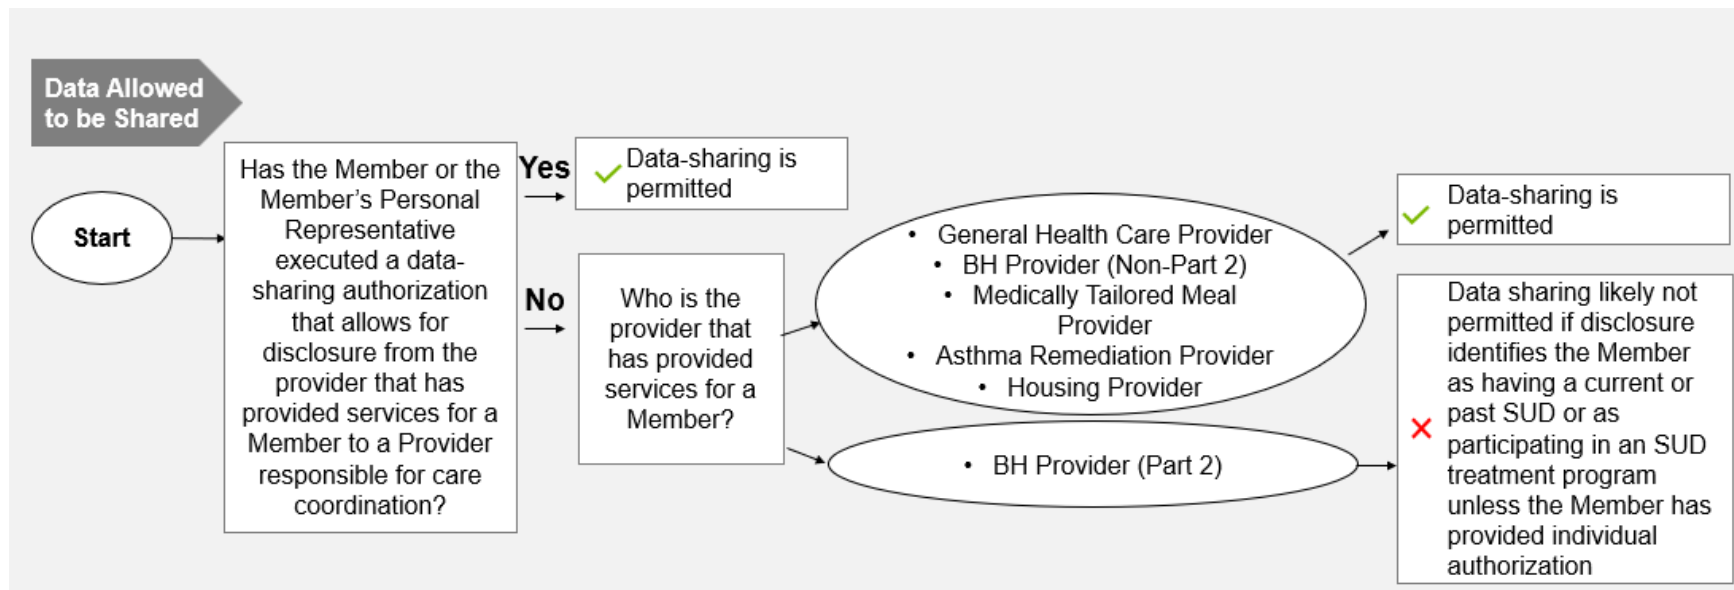 Data Allowed
to be Shared
Start
Has the Member or the
Member’s Personal
Representative
executed a data-
sharing authorization
that allows for
disclosure from the
provider that has
provided services for a
Member to a Provider
responsible for care
coordination?
Yes
Data-sharing is
permitted
No
Who is the
provider that
has provided
services for a
Member?
• General Health Care Provider
• BH Provider (Non-Part 2)
• Medically Tailored Meal
Provider
• Asthma Remediation Provider
• Housing Provider
Data-sharing is
permitted
• BH Provider (Part 2)
Data sharing likely not
permitted if disclosure
identifies the Member
as having a current or
past SUD or as
participating in an SUD
treatment program
unless the Member has
provided individual
authorization